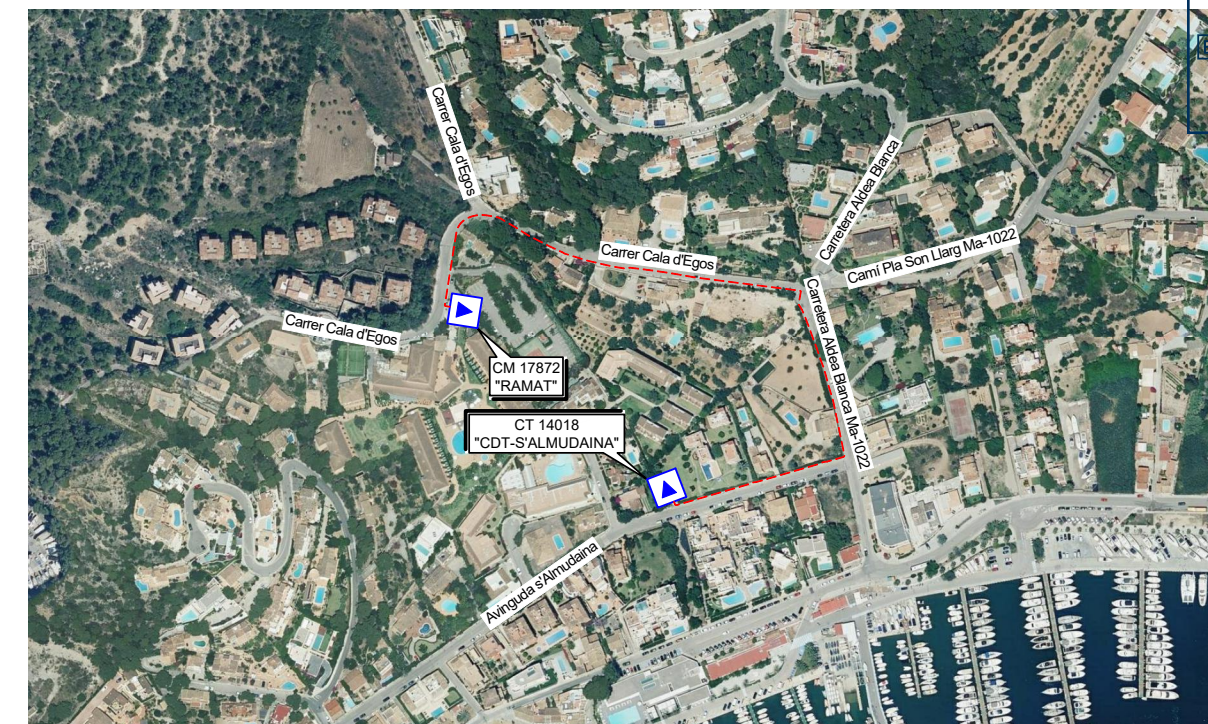 Carrer Cala d'Egos
Carretera Aldea Blanca
Carrer Cala d'Egos
Camí Pla Son Llarg Ma-1022
Carrer Cala d'Egos
Carretera Aldea Blanca Ma-1022
CM 17872
"RAMAT"
CT 14018
"CDT-S'ALMUDAINA"
Avinguda s'Almudaina